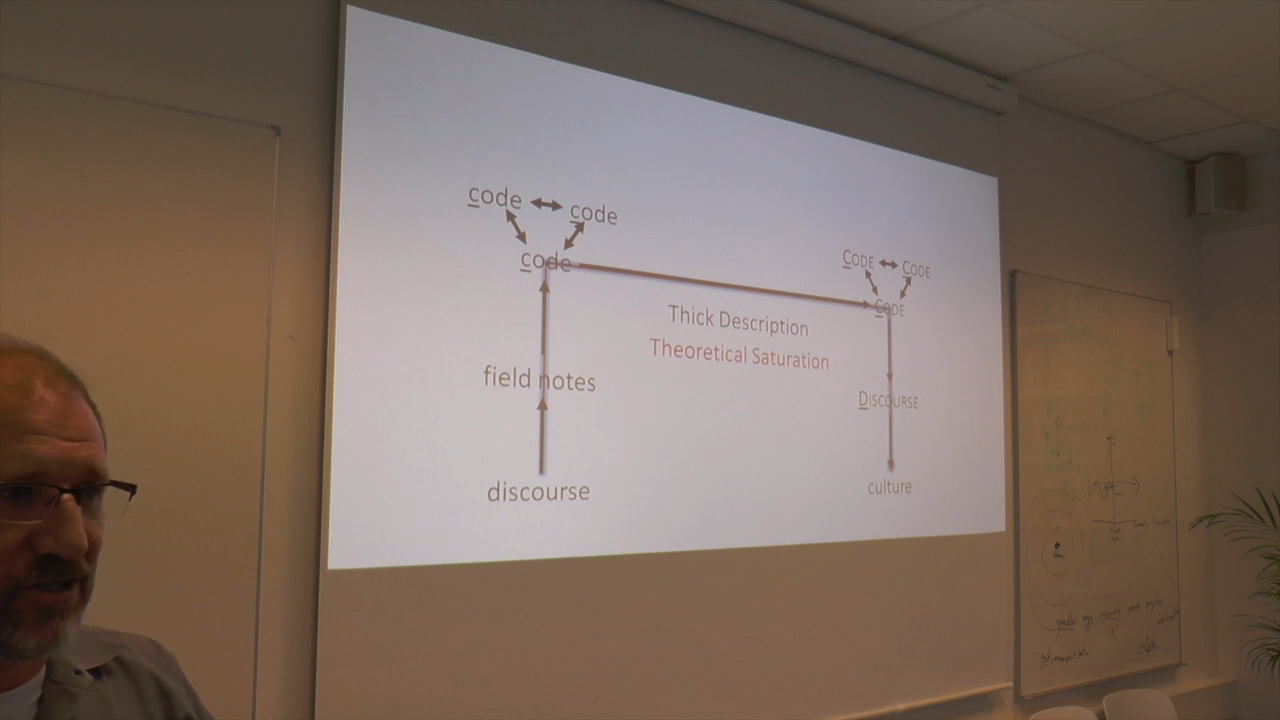 code code
code
CODE CODE
CODE
Thick Description
Theoretical Saturation
field notes
DISCOURSE
discourse
culture